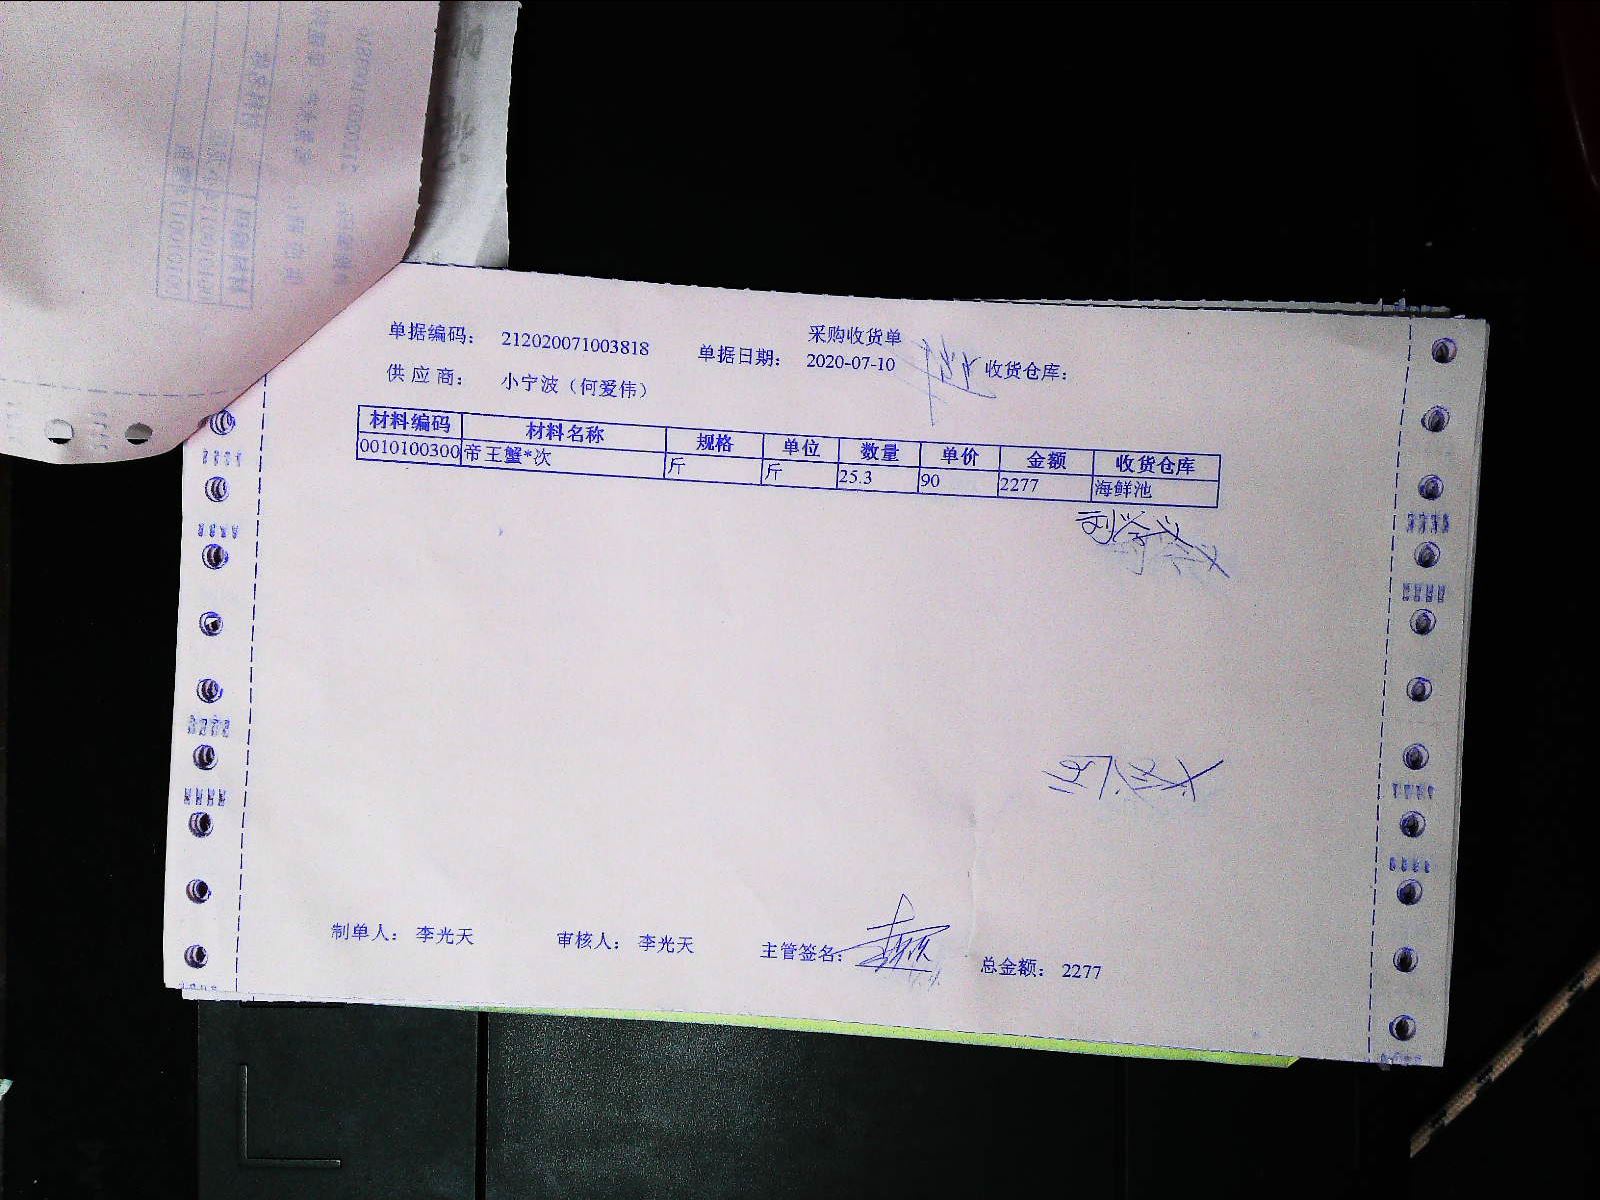 采购收货单
单据编码： 212020071003818 单据日期： 2020-07-10 收货仓库：
供应商： 小宁波（何爱伟）
材料编码 材料名称 规格 单位 数量 单价 金额 收货仓库
0010100300 帝王蟹*次 斤 斤 25.3 90 2277 海鲜池
制单人： 李光天 审核人： 李光天 主管签名： 总金额： 2277